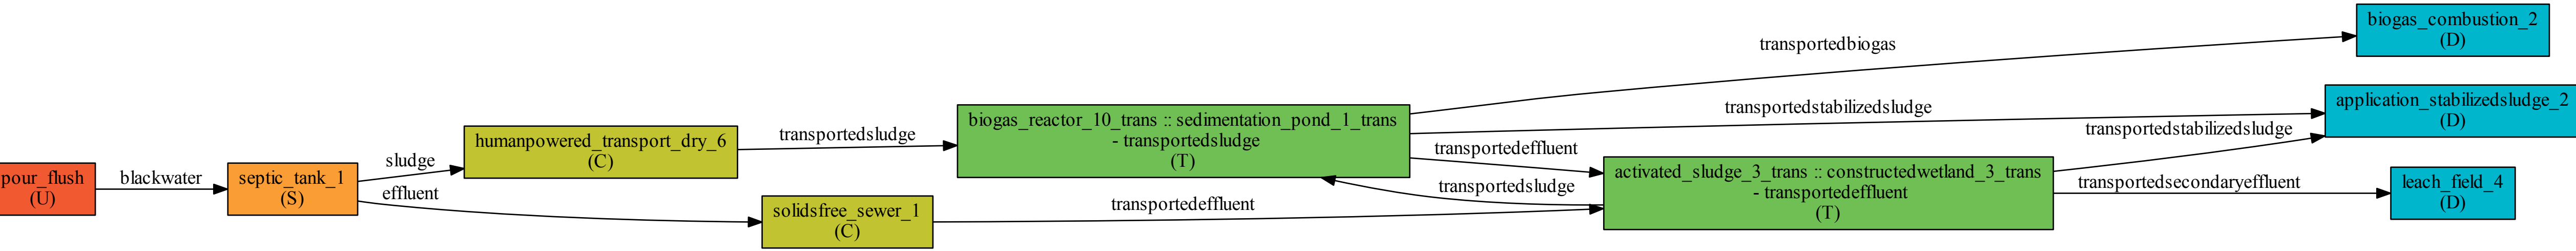 pour_flush
(U)
blackwater
septic_tank_1
(S)
sludge
effluent
humanpowered_transport_dry_6
(C)
solidsfree_sewer_1
(C)
transportedsludge
transportedeffluent
biogas_reactor_10_trans :: sedimentation_pond_1_trans
- transportedsludge
(T)
transportedeffluent
transportedsludge
activated_sludge_3_trans :: constructedwetland_3_trans
- transportedeffluent
(T)
transportedbiogas
transportedstabilizedsludge
transportedstabilizedsludge
transportedsecondaryeffluent
biogas_combustion_2
(D)
application_stabilizedsludge_2
(D)
leach_field_4
(D)